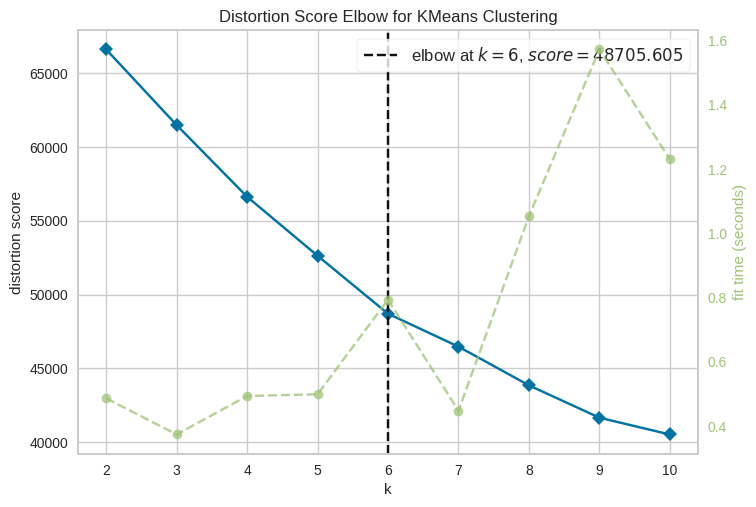 Distortion Score Elbow for KMeans Clustering
elbow at k = 6, score = 48705.605
distortion score
65000
60000
55000
50000
45000
40000
1.6
1.4
1.2
1.0
0.8
0.6
0.4
fit time (seconds)
2 3 4 5 6 7 8 9 10
k